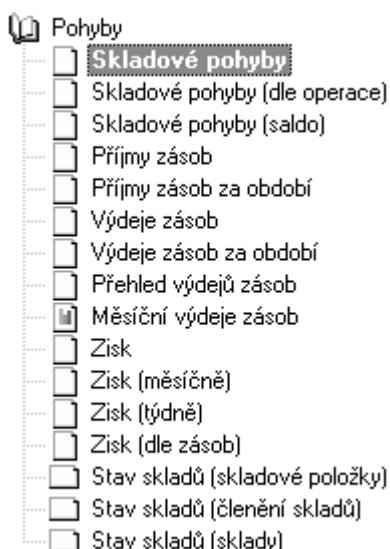 Pohyby
Skladové pohyby
Skladové pohyby (dle operace)
Skladové pohyby (saldo)
Příjmy zásob
Příjmy zásob za období
Výdeje zásob
Výdeje zásob za období
Přehled výdejů zásob
Měsíční výdeje zásob
Zisk
Zisk (měsíčně)
Zisk (týdně)
Zisk (dle zásob)
Stav skladů (skladové položky)
Stav skladů (členění skladů)
Stav skladů (sklady)